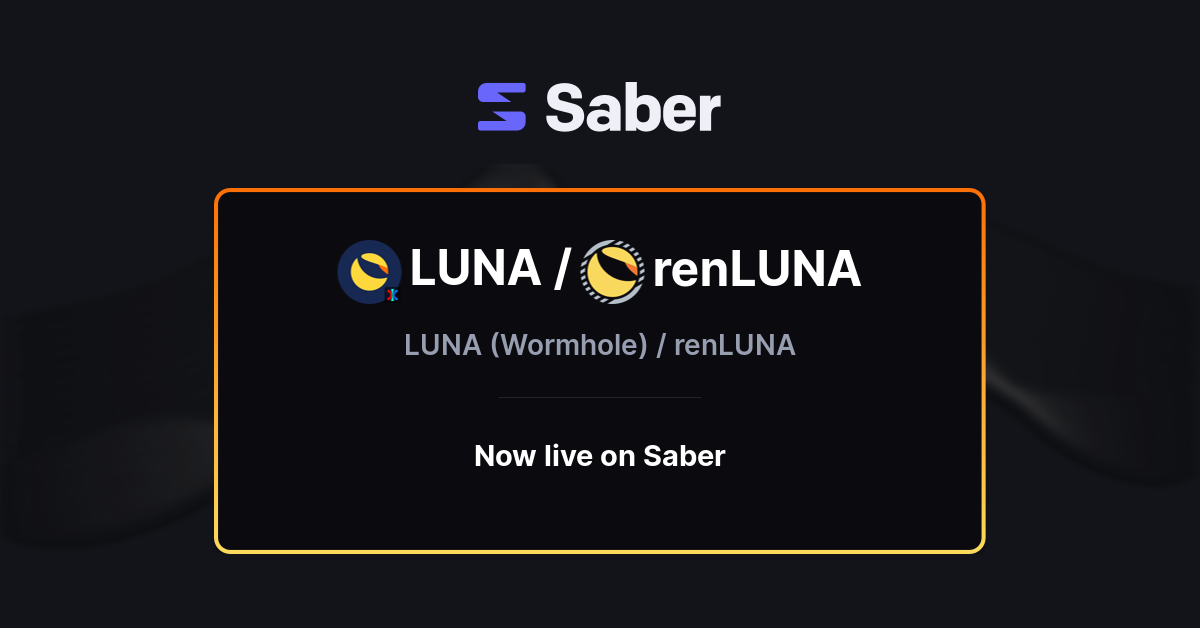 Saber
LUNA / renLUNA
LUNA (Wormhole) / renLUNA
Now live on Saber